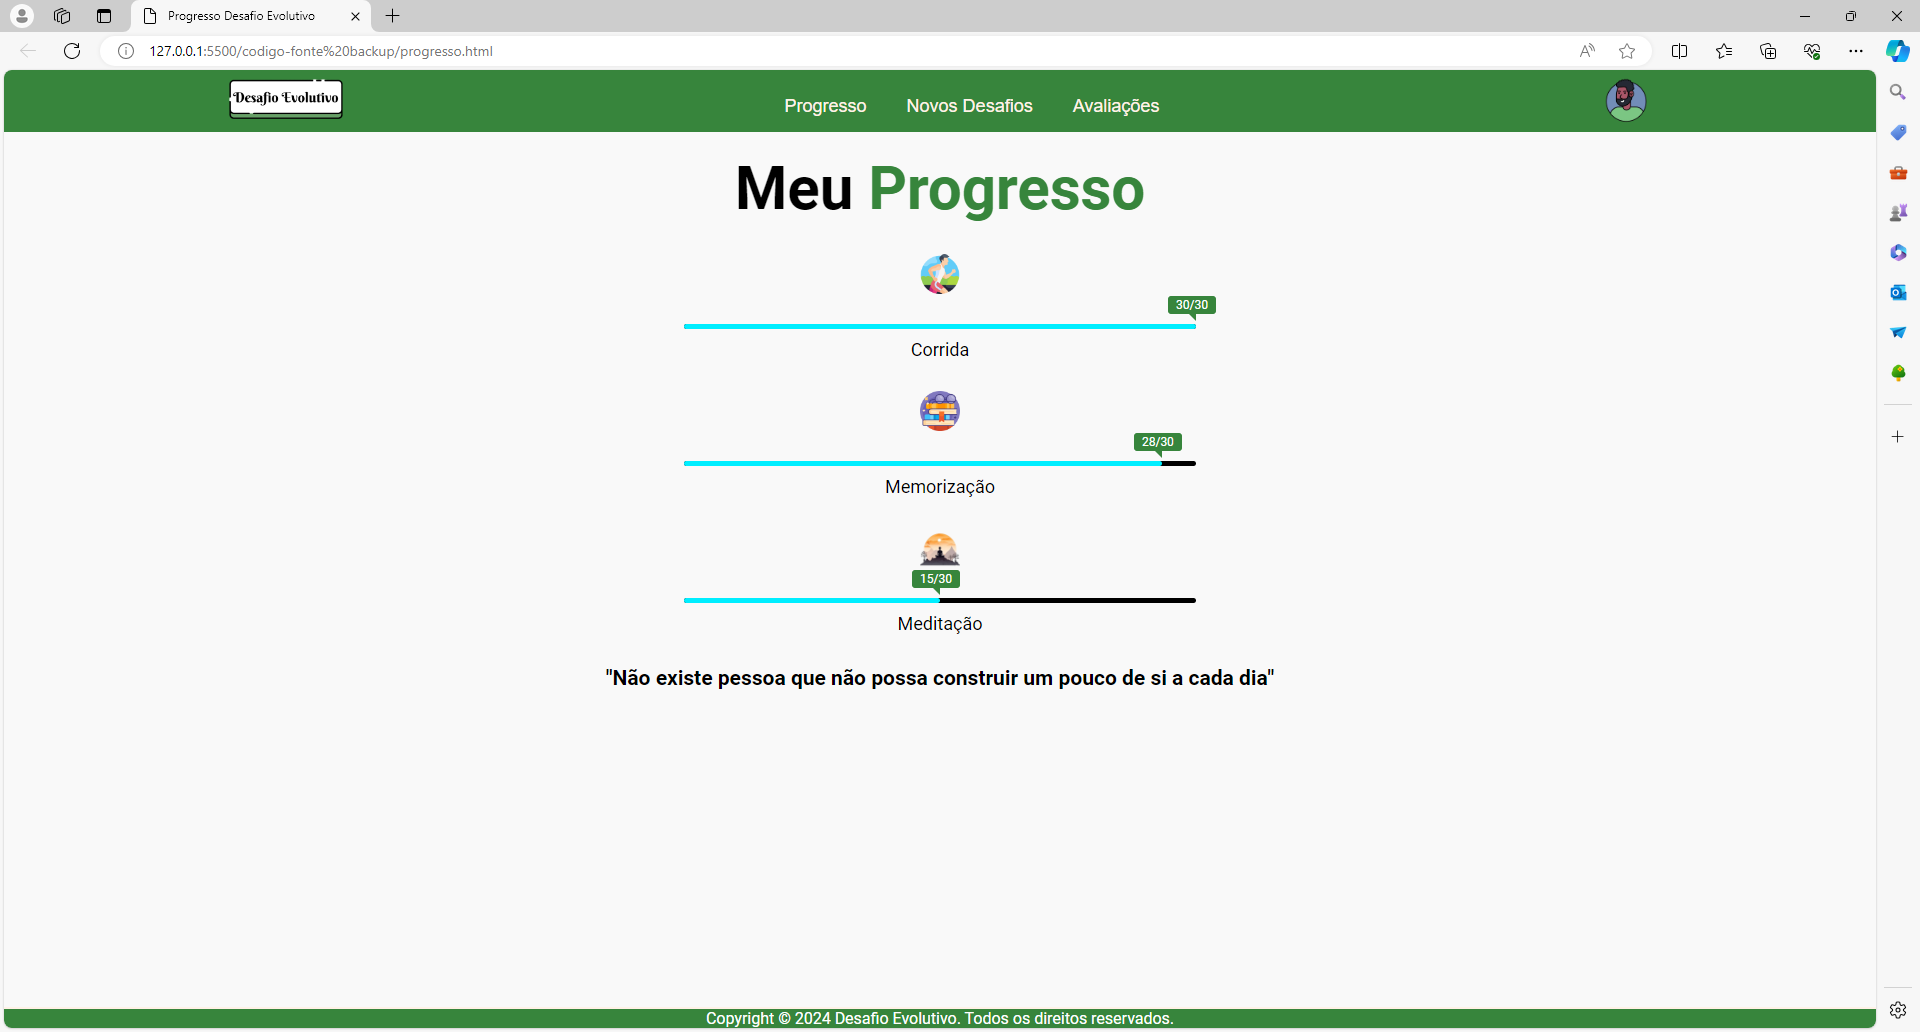 Progresso Desafio Evolutivo
127.0.0.1:5500/codigo-fonte%20backup/progresso.html
Desafio Evolutivo
Progresso Novos Desafios Avaliações
Meu Progresso
30/30
Corrida
28/30
Memorização
15/30
Meditação
"Não existe pessoa que não possa construir um pouco de si a cada dia"
Copyright © 2024 Desafio Evolutivo. Todos os direitos reservados.